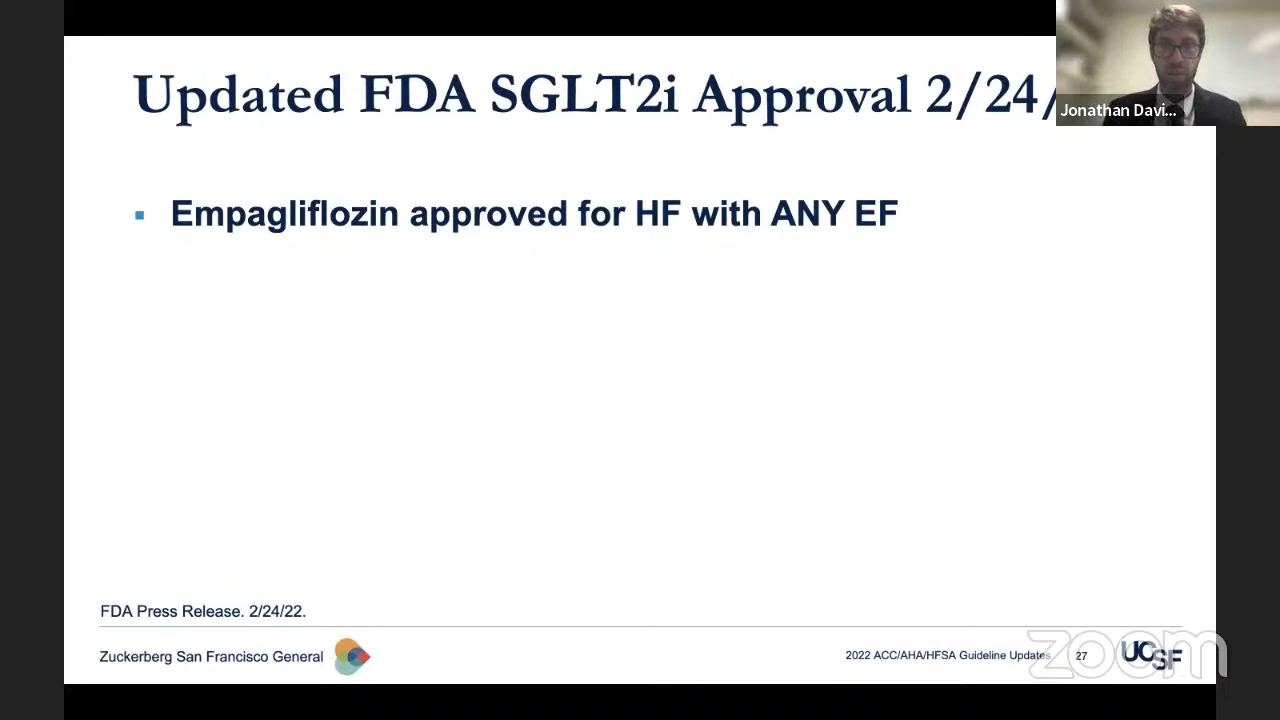 Updated FDA SGLT2i Approval 2/24/
Jonathan Davi...
▪ Empagliflozin approved for HF with ANY EF
FDA Press Release. 2/24/22.
Zuckerberg San Francisco General
2022 ACC/AHA/HFSA Guideline Updates
27
UCSF
zoom